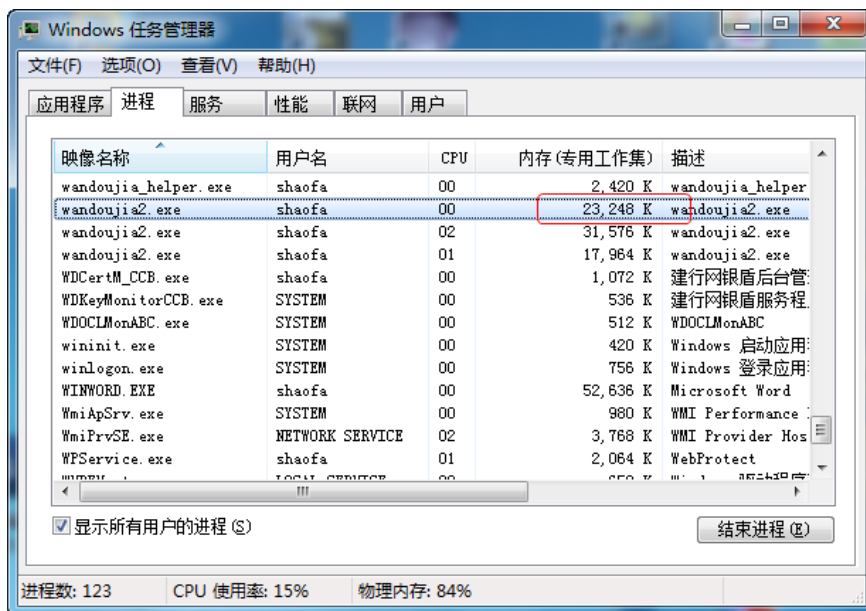 Windows 任务管理器
文件(F) 选项(O) 查看(V) 帮助(H)
应用程序 进程 服务 性能 联网 用户
映像名称 用户名 CPU 内存(专用工作集) 描述
wandoujia_helper.exe shaofa 00 2,420 K wandoujia_helper
wandoujia2.exe shaofa 00 23,248 K wandoujia2.exe
wandoujia2.exe shaofa 02 31,576 K wandoujia2.exe
wandoujia2.exe shaofa 01 17,964 K wandoujia2.exe
WDCertM_CCB.exe shaofa 00 1,072 K 建行网银盾后台管
WDKeyMonitorCCB.exe SYSTEM 00 536 K 建行网银盾服务程
WDOCLMonABC.exe SYSTEM 00 512 K WDOCLMonABC
wininit.exe SYSTEM 00 420 K Windows 启动应用
winlogon.exe SYSTEM 00 756 K Windows 登录应用
WINWORD.EXE shaofa 00 52,636 K Microsoft Word
WmiApSrv.exe SYSTEM 00 980 K WMI Performance
WmiPrvSE.exe NETWORK SERVICE 02 3,768 K WMI Provider Hos
WPService.exe shaofa 01 2,064 K WebProtect
显示所有用户的进程(S) 结束进程(E)
进程数: 123 CPU 使用率: 15% 物理内存: 84%